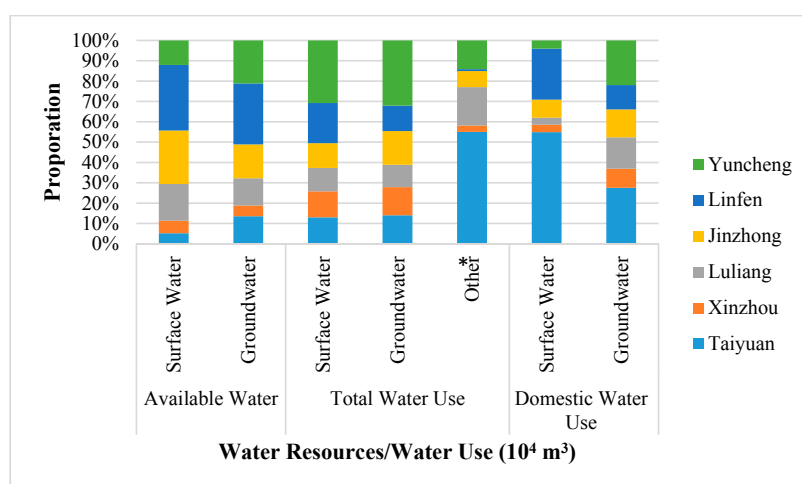 100%
90%
80%
70%
60%
50%
40%
30%
20%
10%
0%
Proporation
Surface Water
Groundwater
Surface Water
Groundwater
Other*
Surface Water
Groundwater
Available Water
Total Water Use
Domestic Water
Use
Water Resources/Water Use (10⁴ m³)
Yuncheng
Linfen
Jinzhong
Luliang
Xinzhou
Taiyuan